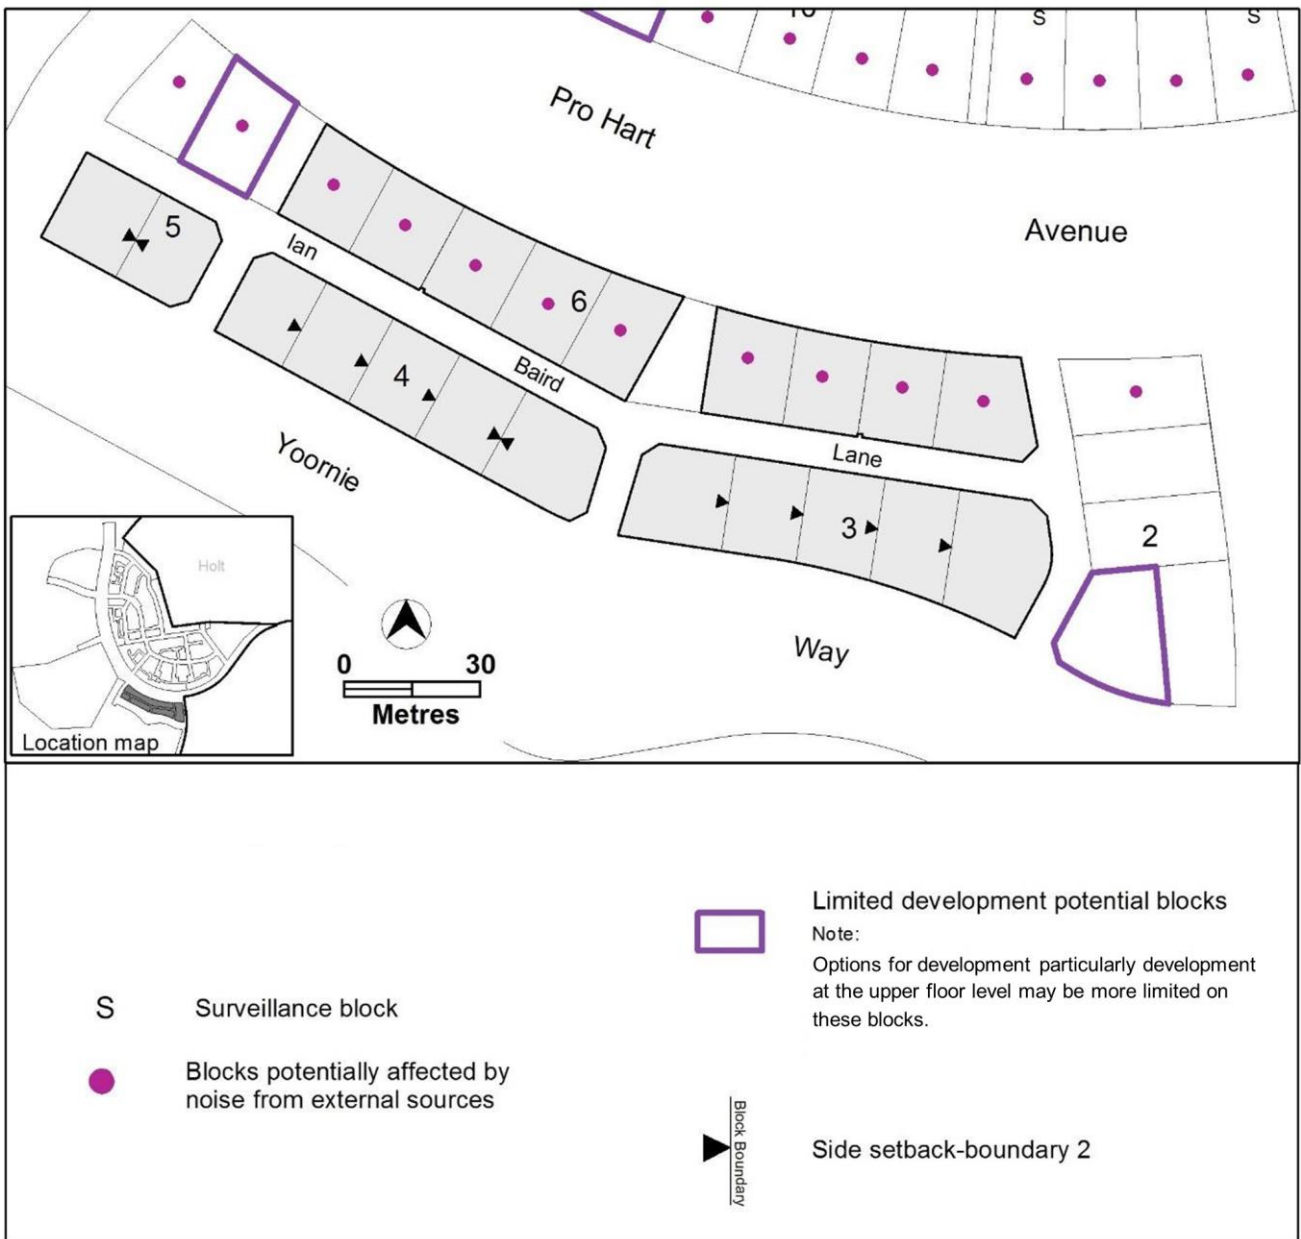 S
S
Pro Hart
Avenue
5
Ian
6
4
Baird
Lane
Yoornie
3
2
Way
Holt
0 30
Metres
Location map
Limited development potential blocks
Note:
Options for development particularly development
at the upper floor level may be more limited on
these blocks.
S Surveillance block
Blocks potentially affected by
noise from external sources
Block Boundary
Side setback-boundary 2